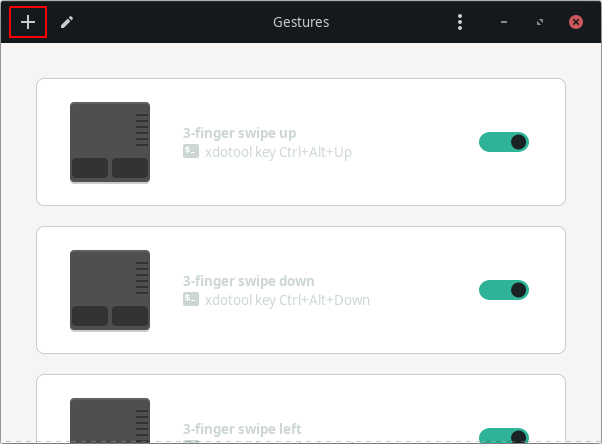 Gestures
3-finger swipe up
$_ xdotool key Ctrl+Alt+Up
3-finger swipe down
$_ xdotool key Ctrl+Alt+Down
3-finger swipe left